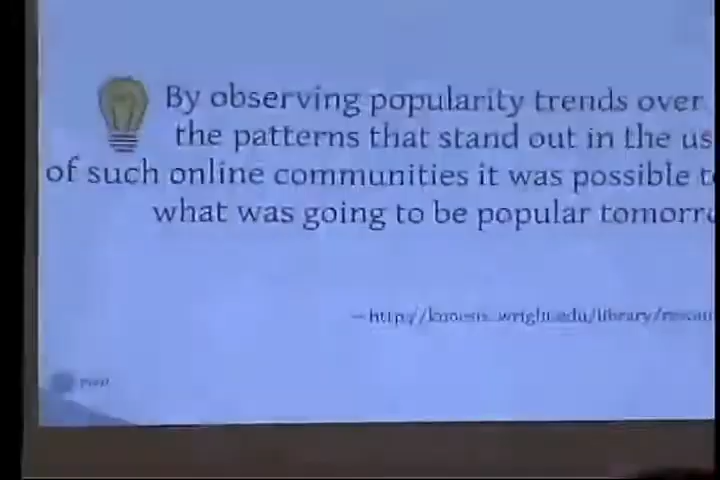 By observing popularity trends over
the patterns that stand out in the us
of such online communities it was possible t
what was going to be popular tomorr